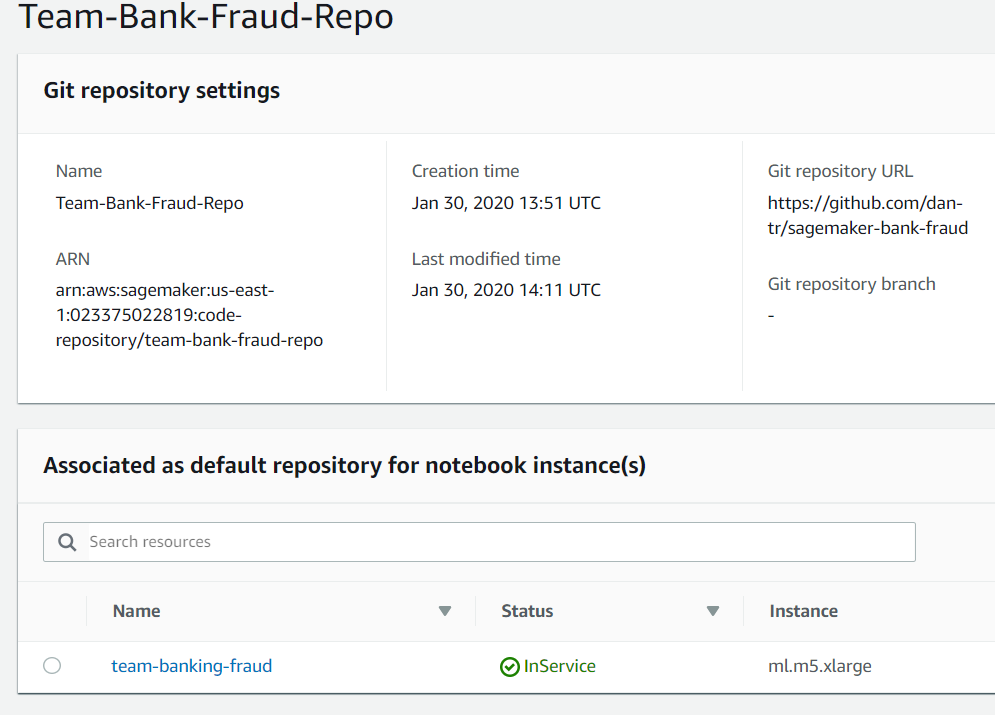 Team-Bank-Fraud-Repo
Git repository settings
Name
Team-Bank-Fraud-Repo
ARN
arn:aws:sagemaker:us-east-
1:023375022819:code-
repository/team-bank-fraud-repo
Creation time
Jan 30, 2020 13:51 UTC
Last modified time
Jan 30, 2020 14:11 UTC
Git repository URL
https://github.com/dan-
tr/sagemaker-bank-fraud
Git repository branch
-
Associated as default repository for notebook instance(s)
Search resources
Name Status Instance
team-banking-fraud InService ml.m5.xlarge